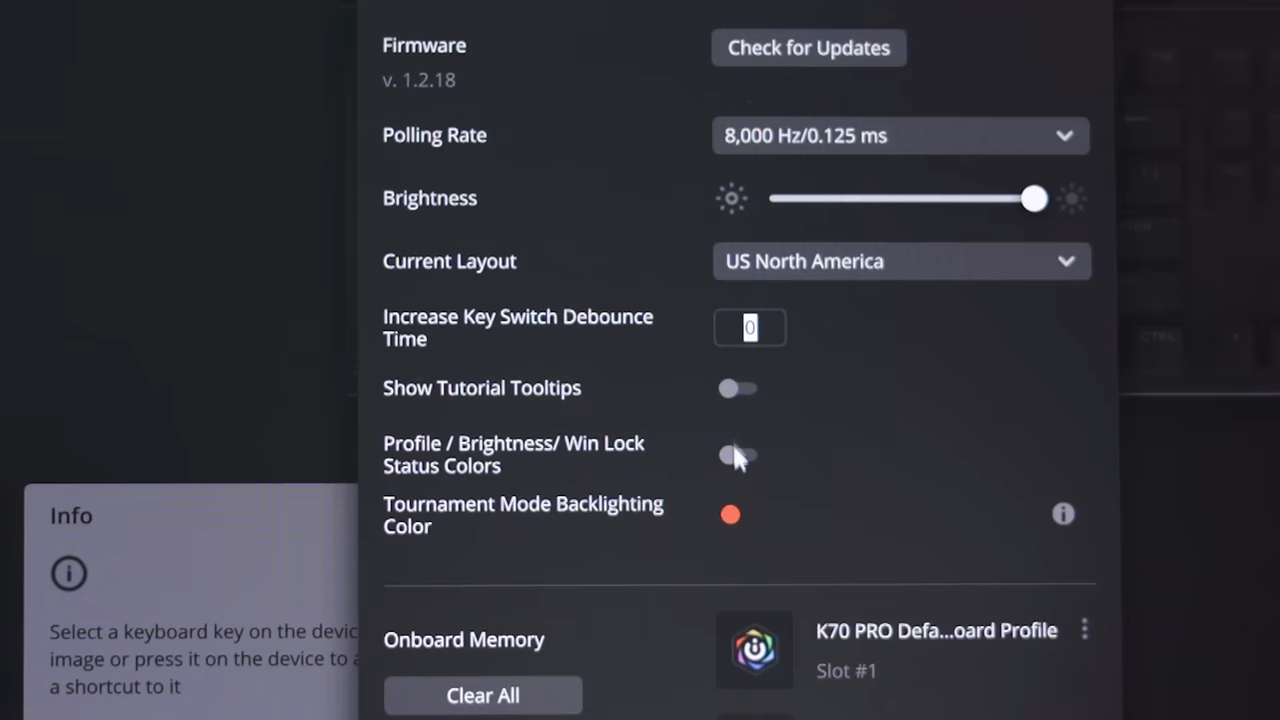 Firmware
Check for Updates
v. 1.2.18
Polling Rate
8,000 Hz/0.125 ms
Brightness
Current Layout
US North America
Increase Key Switch Debounce
Time
0
Show Tutorial Tooltips
Profile / Brightness/ Win Lock
Status Colors
Tournament Mode Backlighting
Color
Info
Select a keyboard key on the devic
image or press it on the device to a
a shortcut to it
Onboard Memory
K70 PRO Defa...oard Profile
Slot #1
Clear All
CTRL